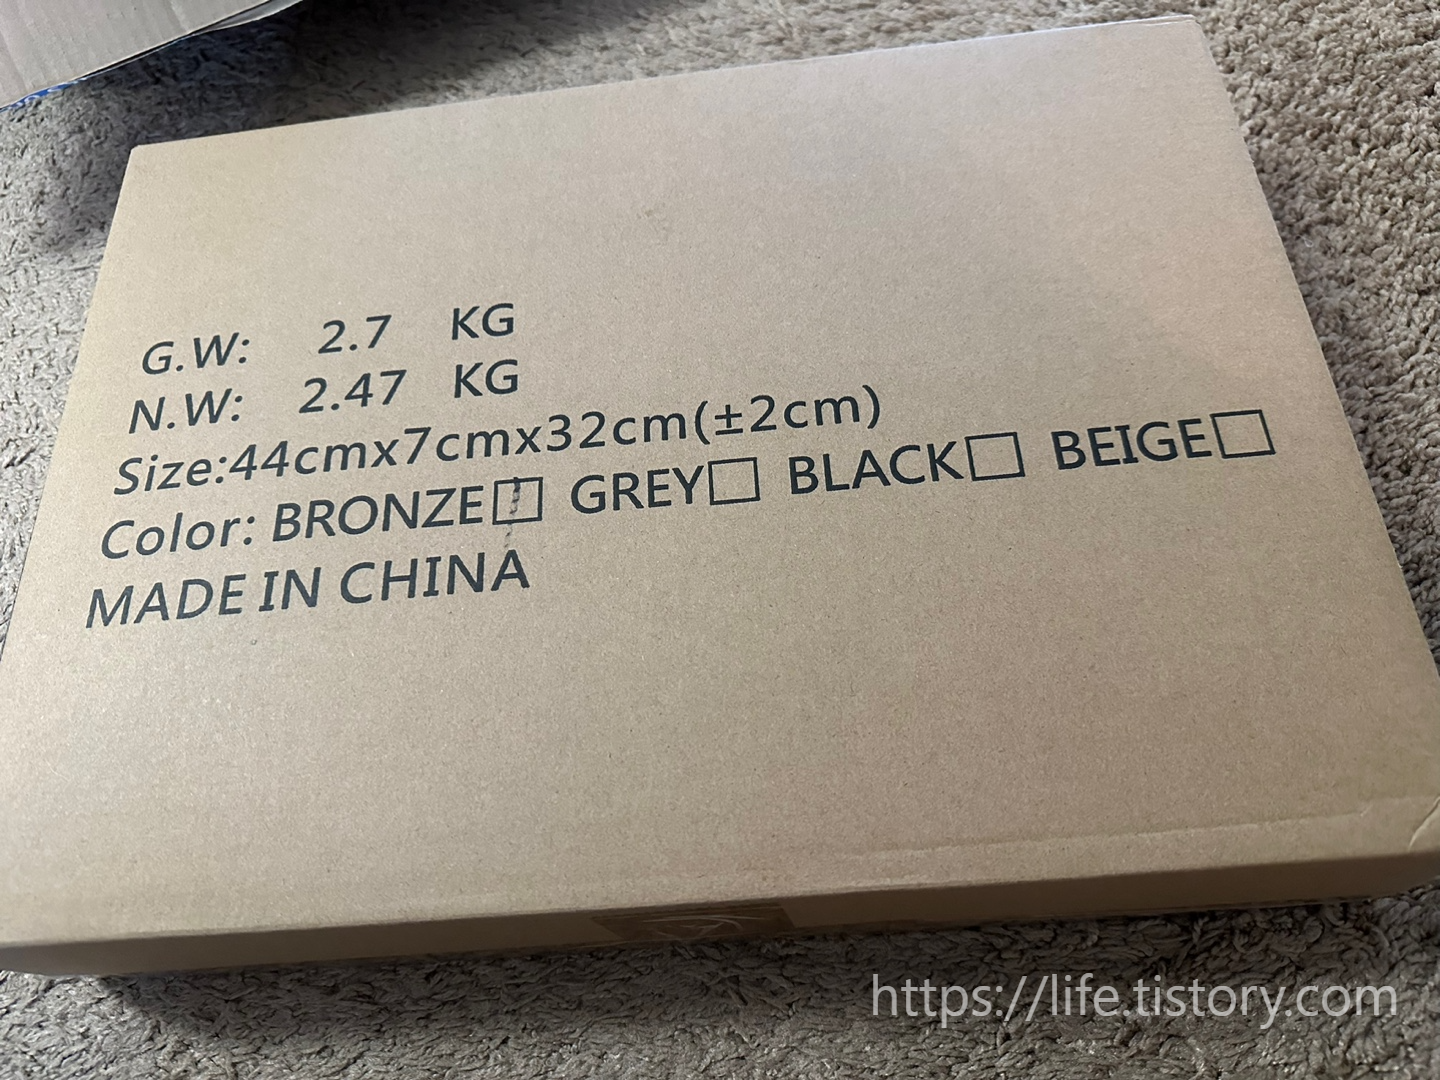 G.W: 2.7 KG
N.W: 2.47 KG
Size:44cmx7cmx32cm(±2cm)
Color: BRONZE□ GREY□ BLACK□ BEIGE□
MADE IN CHINA
https://life.tistory.com